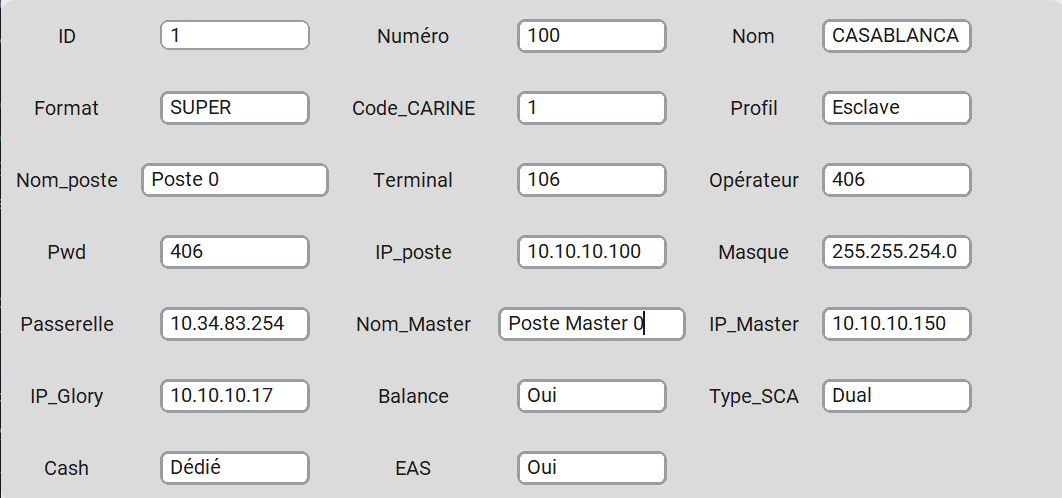 ID 1 Numéro 100 Nom CASABLANCA
Format SUPER Code_CARINE 1 Profil Esclave
Nom_poste Poste 0 Terminal 106 Opérateur 406
Pwd 406 IP_poste 10.10.10.100 Masque 255.255.254.0
Passerelle 10.34.83.254 Nom_Master Poste Master 0 IP_Master 10.10.10.150
IP_Glory 10.10.10.17 Balance Oui Type_SCA Dual
Cash Dédié EAS Oui